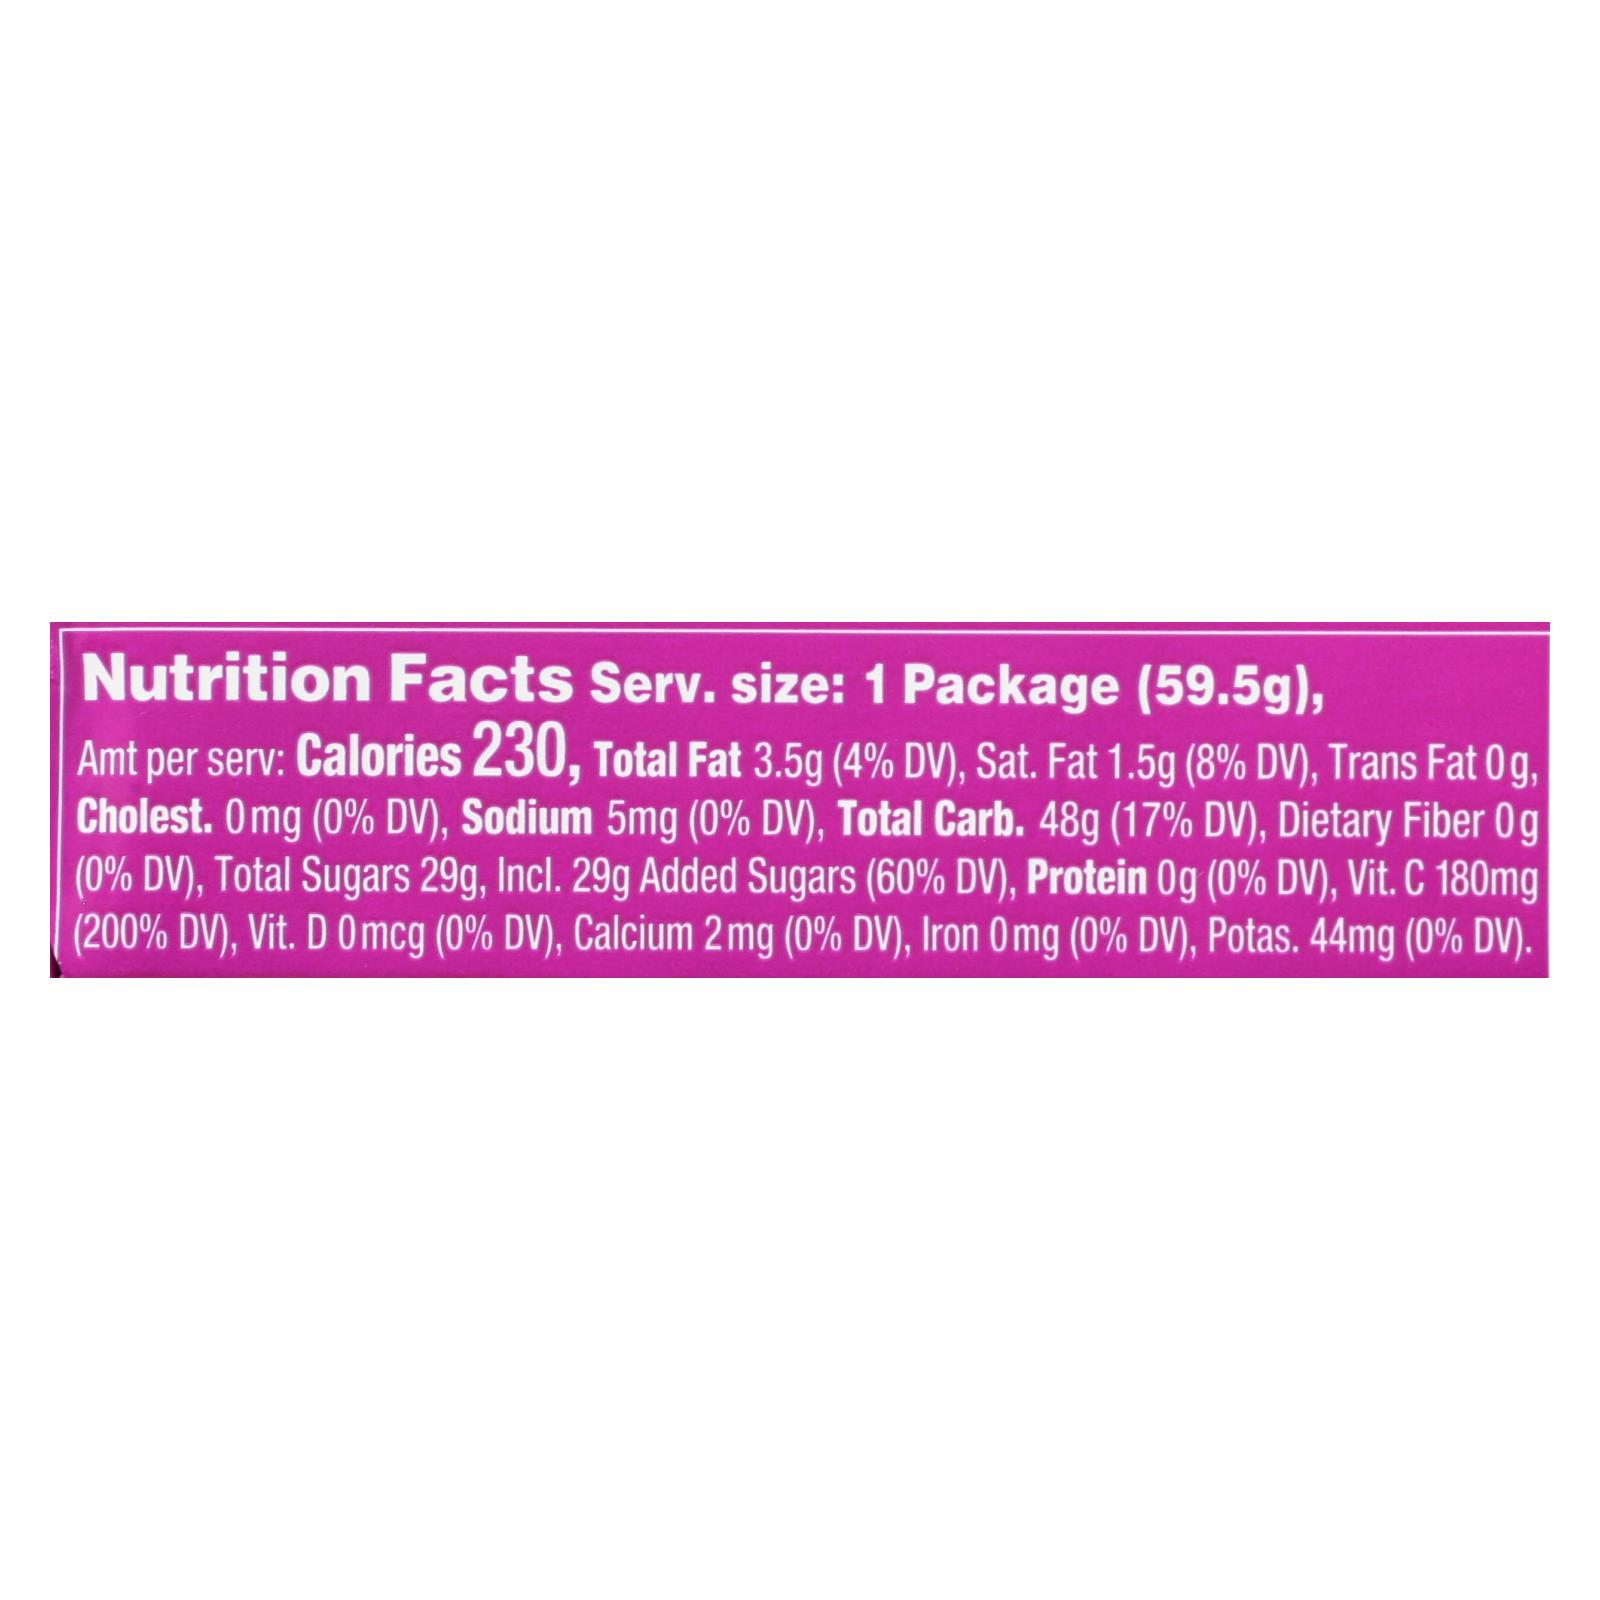 Nutrition Facts Serv. size: 1 Package (59.5g),
Amt per serv: Calories 230, Total Fat 3.5g (4% DV), Sat. Fat 1.5g (8% DV), Trans Fat 0g,
Cholest. 0mg (0% DV), Sodium 5mg (0% DV), Total Carb. 48g (17% DV), Dietary Fiber 0g
(0% DV), Total Sugars 29g, Incl. 29g Added Sugars (60% DV), Protein 0g (0% DV), Vit. C 180mg
(200% DV), Vit. D 0mcg (0% DV), Calcium 2mg (0% DV), Iron 0mg (0% DV), Potas. 44mg (0% DV).